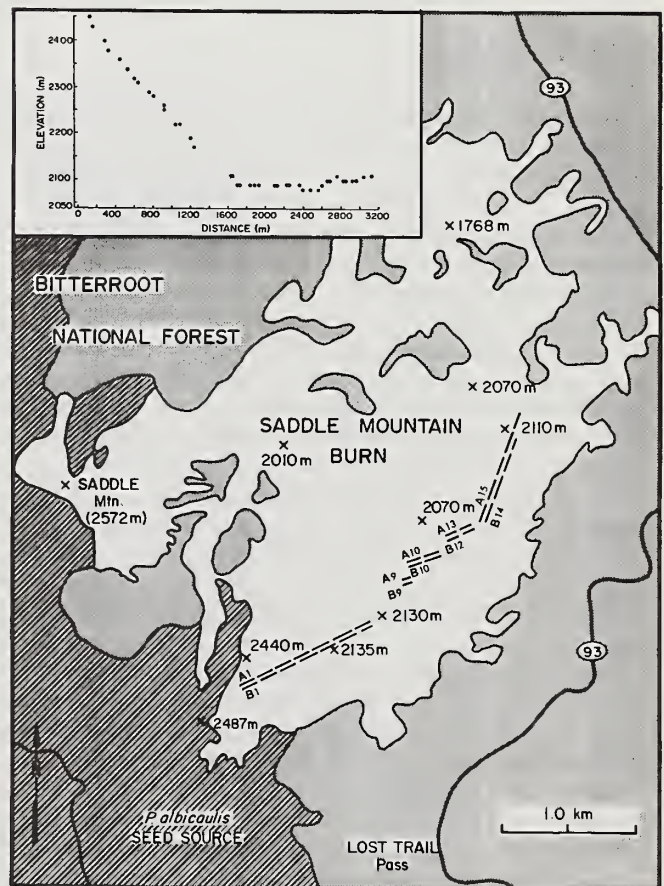 2400
2300
2200
2100
2050
ELEVATION (m)
0
400
800
1200
1600
2000
2400
2800
3200
DISTANCE (m)
93
×1768 m
BITTERROOT
NATIONAL FOREST
×2070 m
SADDLE MOUNTAIN
BURN
×2110 m
×2010 m
× SADDLE
Mtn.
(2572m)
2070 m×
A15
B14
A13
B12
A10
B10
A9
B9
×2130 m
×2440 m
×2135 m
A1
B1
93
×2487m
P. albicaulis
SEED SOURCE
1.0 km
LOST TRAIL
Pass